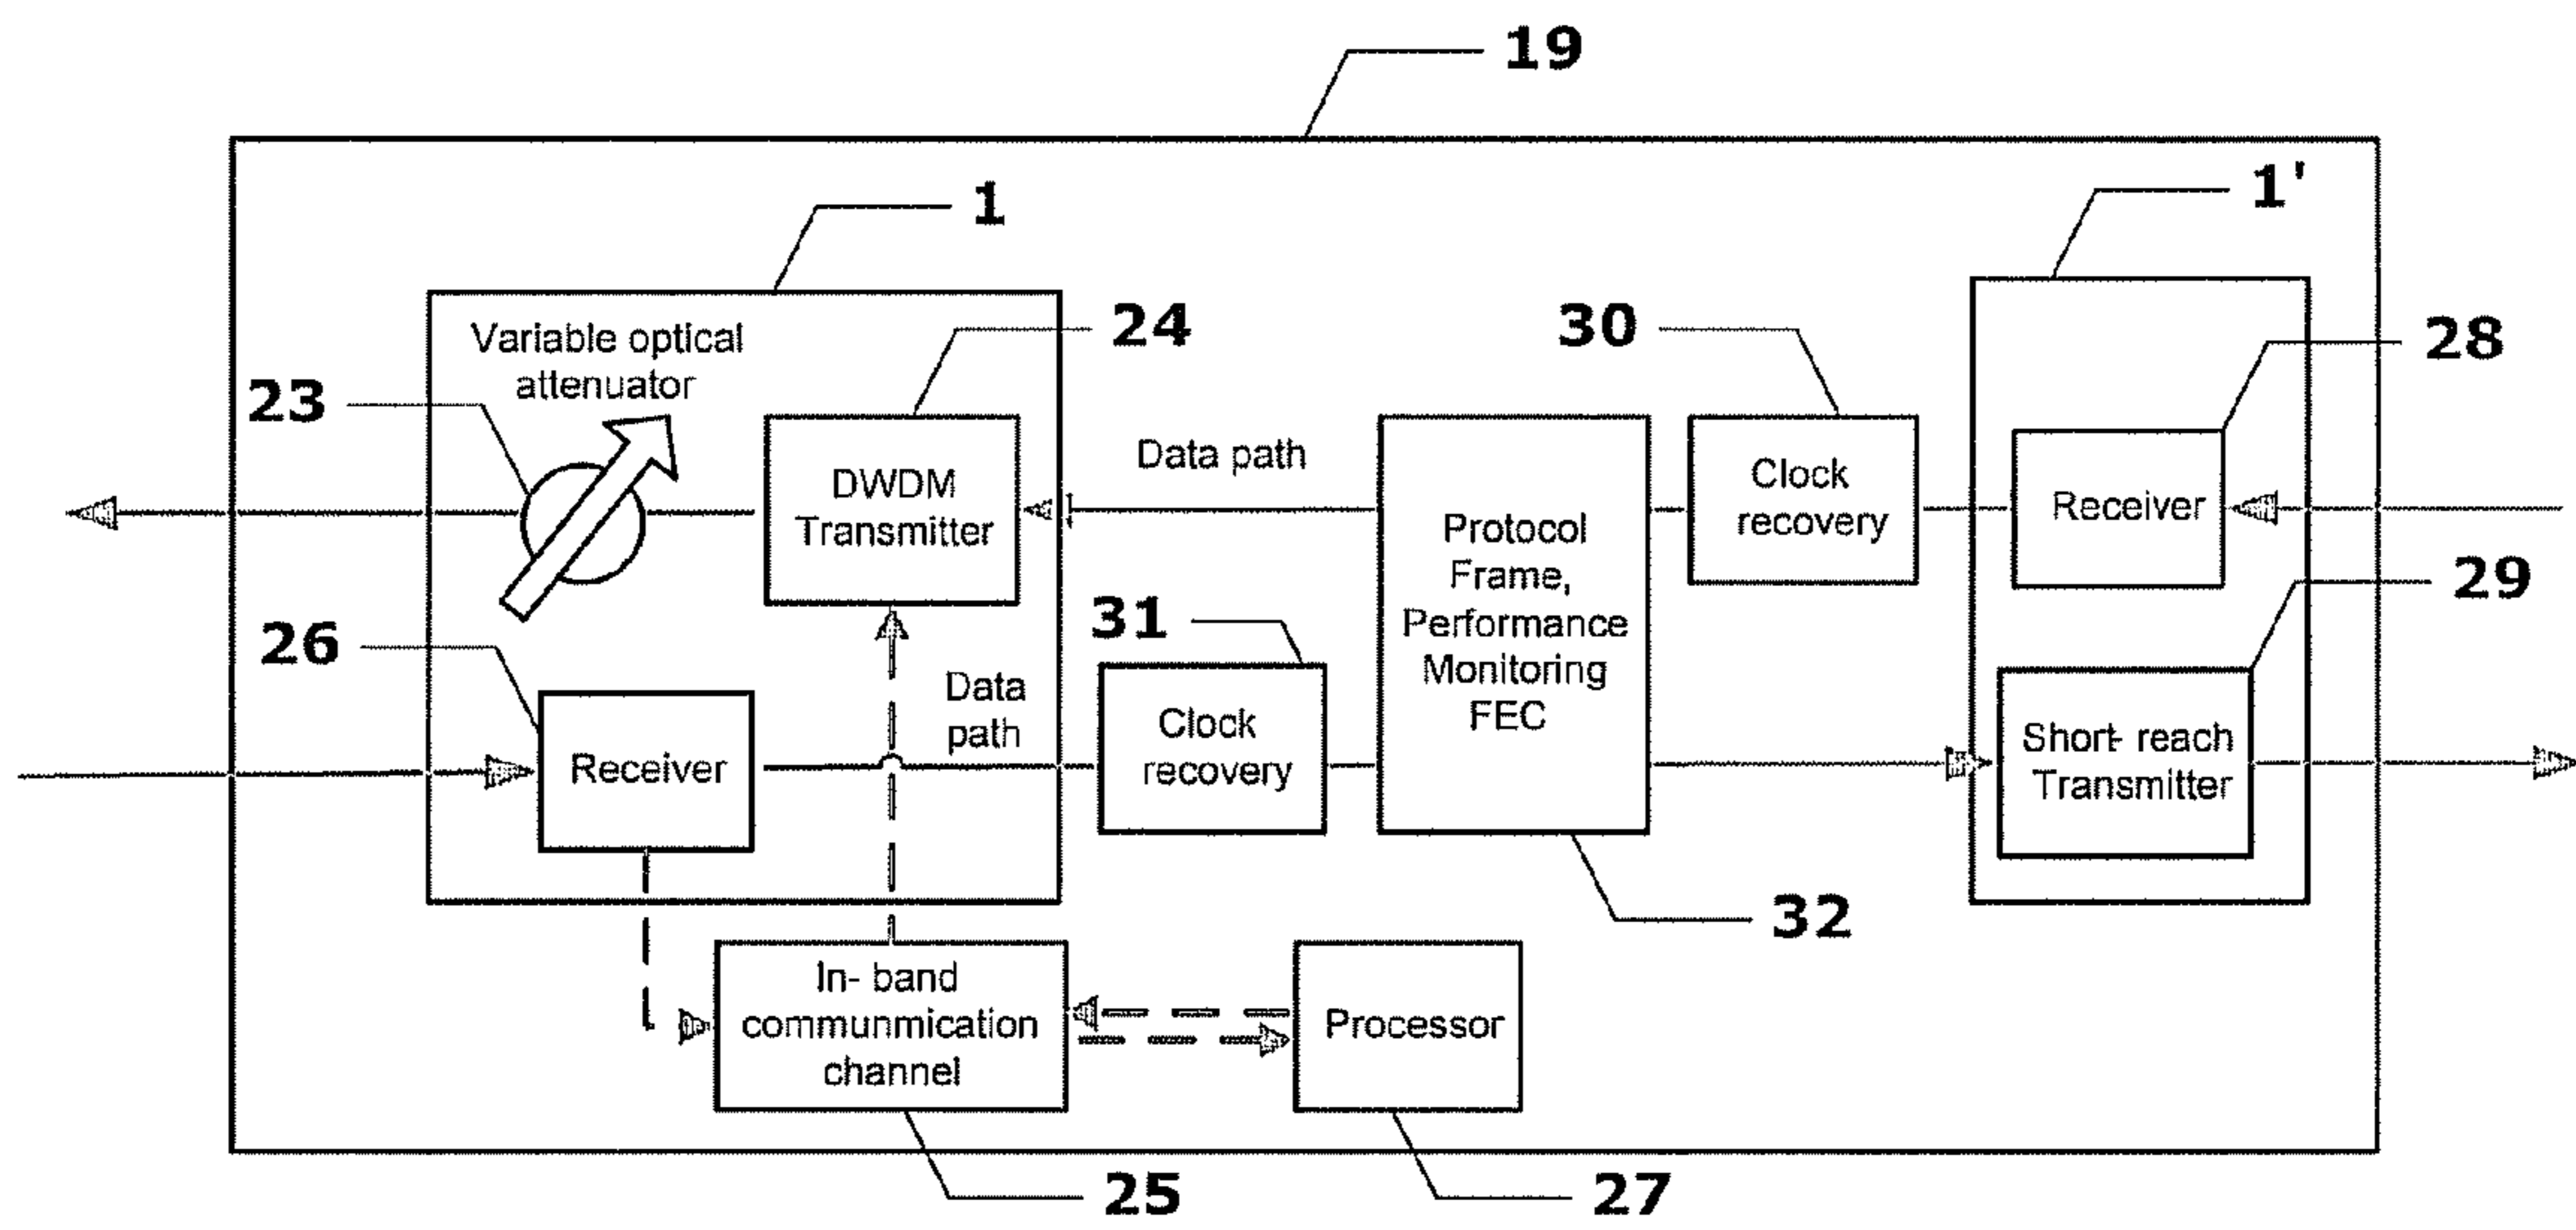 19
1
1'
Variable optical
attenuator
24
30
28
23
DWDM
Transmitter
Data path
Clock
recovery
Receiver
Protocol
Frame,
Performance
Monitoring
FEC
29
31
26
Data
path
Receiver
Clock
recovery
Short- reach
Transmitter
32
In- band
communmication
channel
Processor
25
27